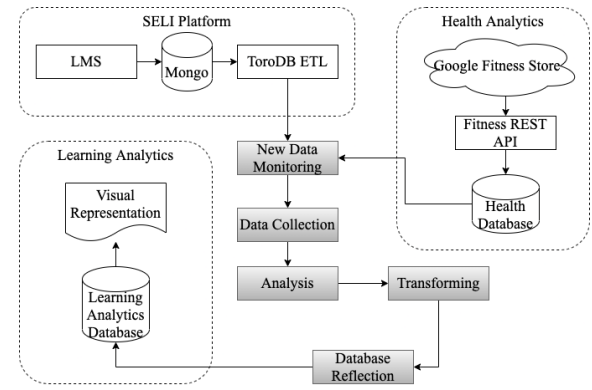 SELI Platform
LMS
Mongo
ToroDB ETL
Health Analytics
Google Fitness Store
Fitness REST
API
Health
Database
New Data
Monitoring
Data Collection
Analysis
Transforming
Database
Reflection
Learning Analytics
Visual
Representation
Learning
Analytics
Database